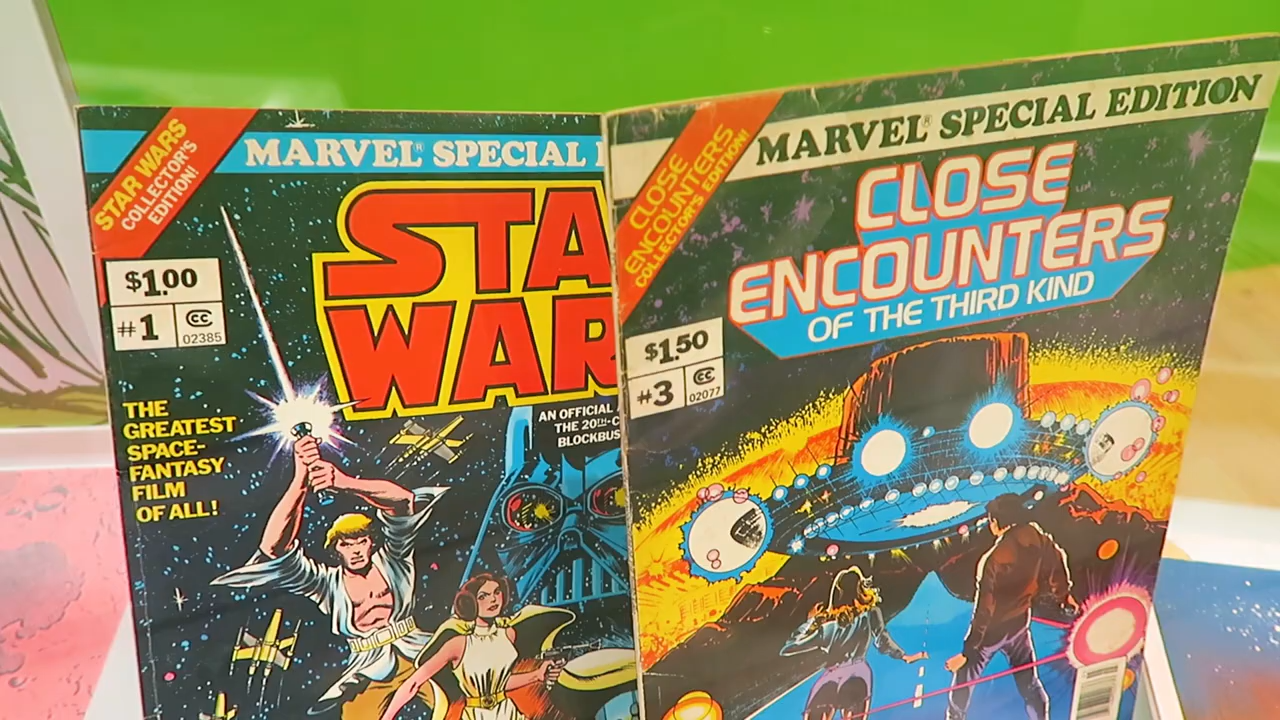 STAR WARS
COLLECTOR'S
EDITION!
MARVEL® SPECIAL
$1.00
#1
CC
02385
STA
WAR
THE
GREATEST
SPACE-
FANTASY
FILM
OF ALL!
AN OFFICIAL
THE 20TH-C
BLOCKBUS
CLOSE
ENCOUNTERS
COLLECTOR'S EDITION!
MARVEL® SPECIAL EDITION
CLOSE
ENCOUNTERS
OF THE THIRD KIND
$1.50
#3
CC
02077